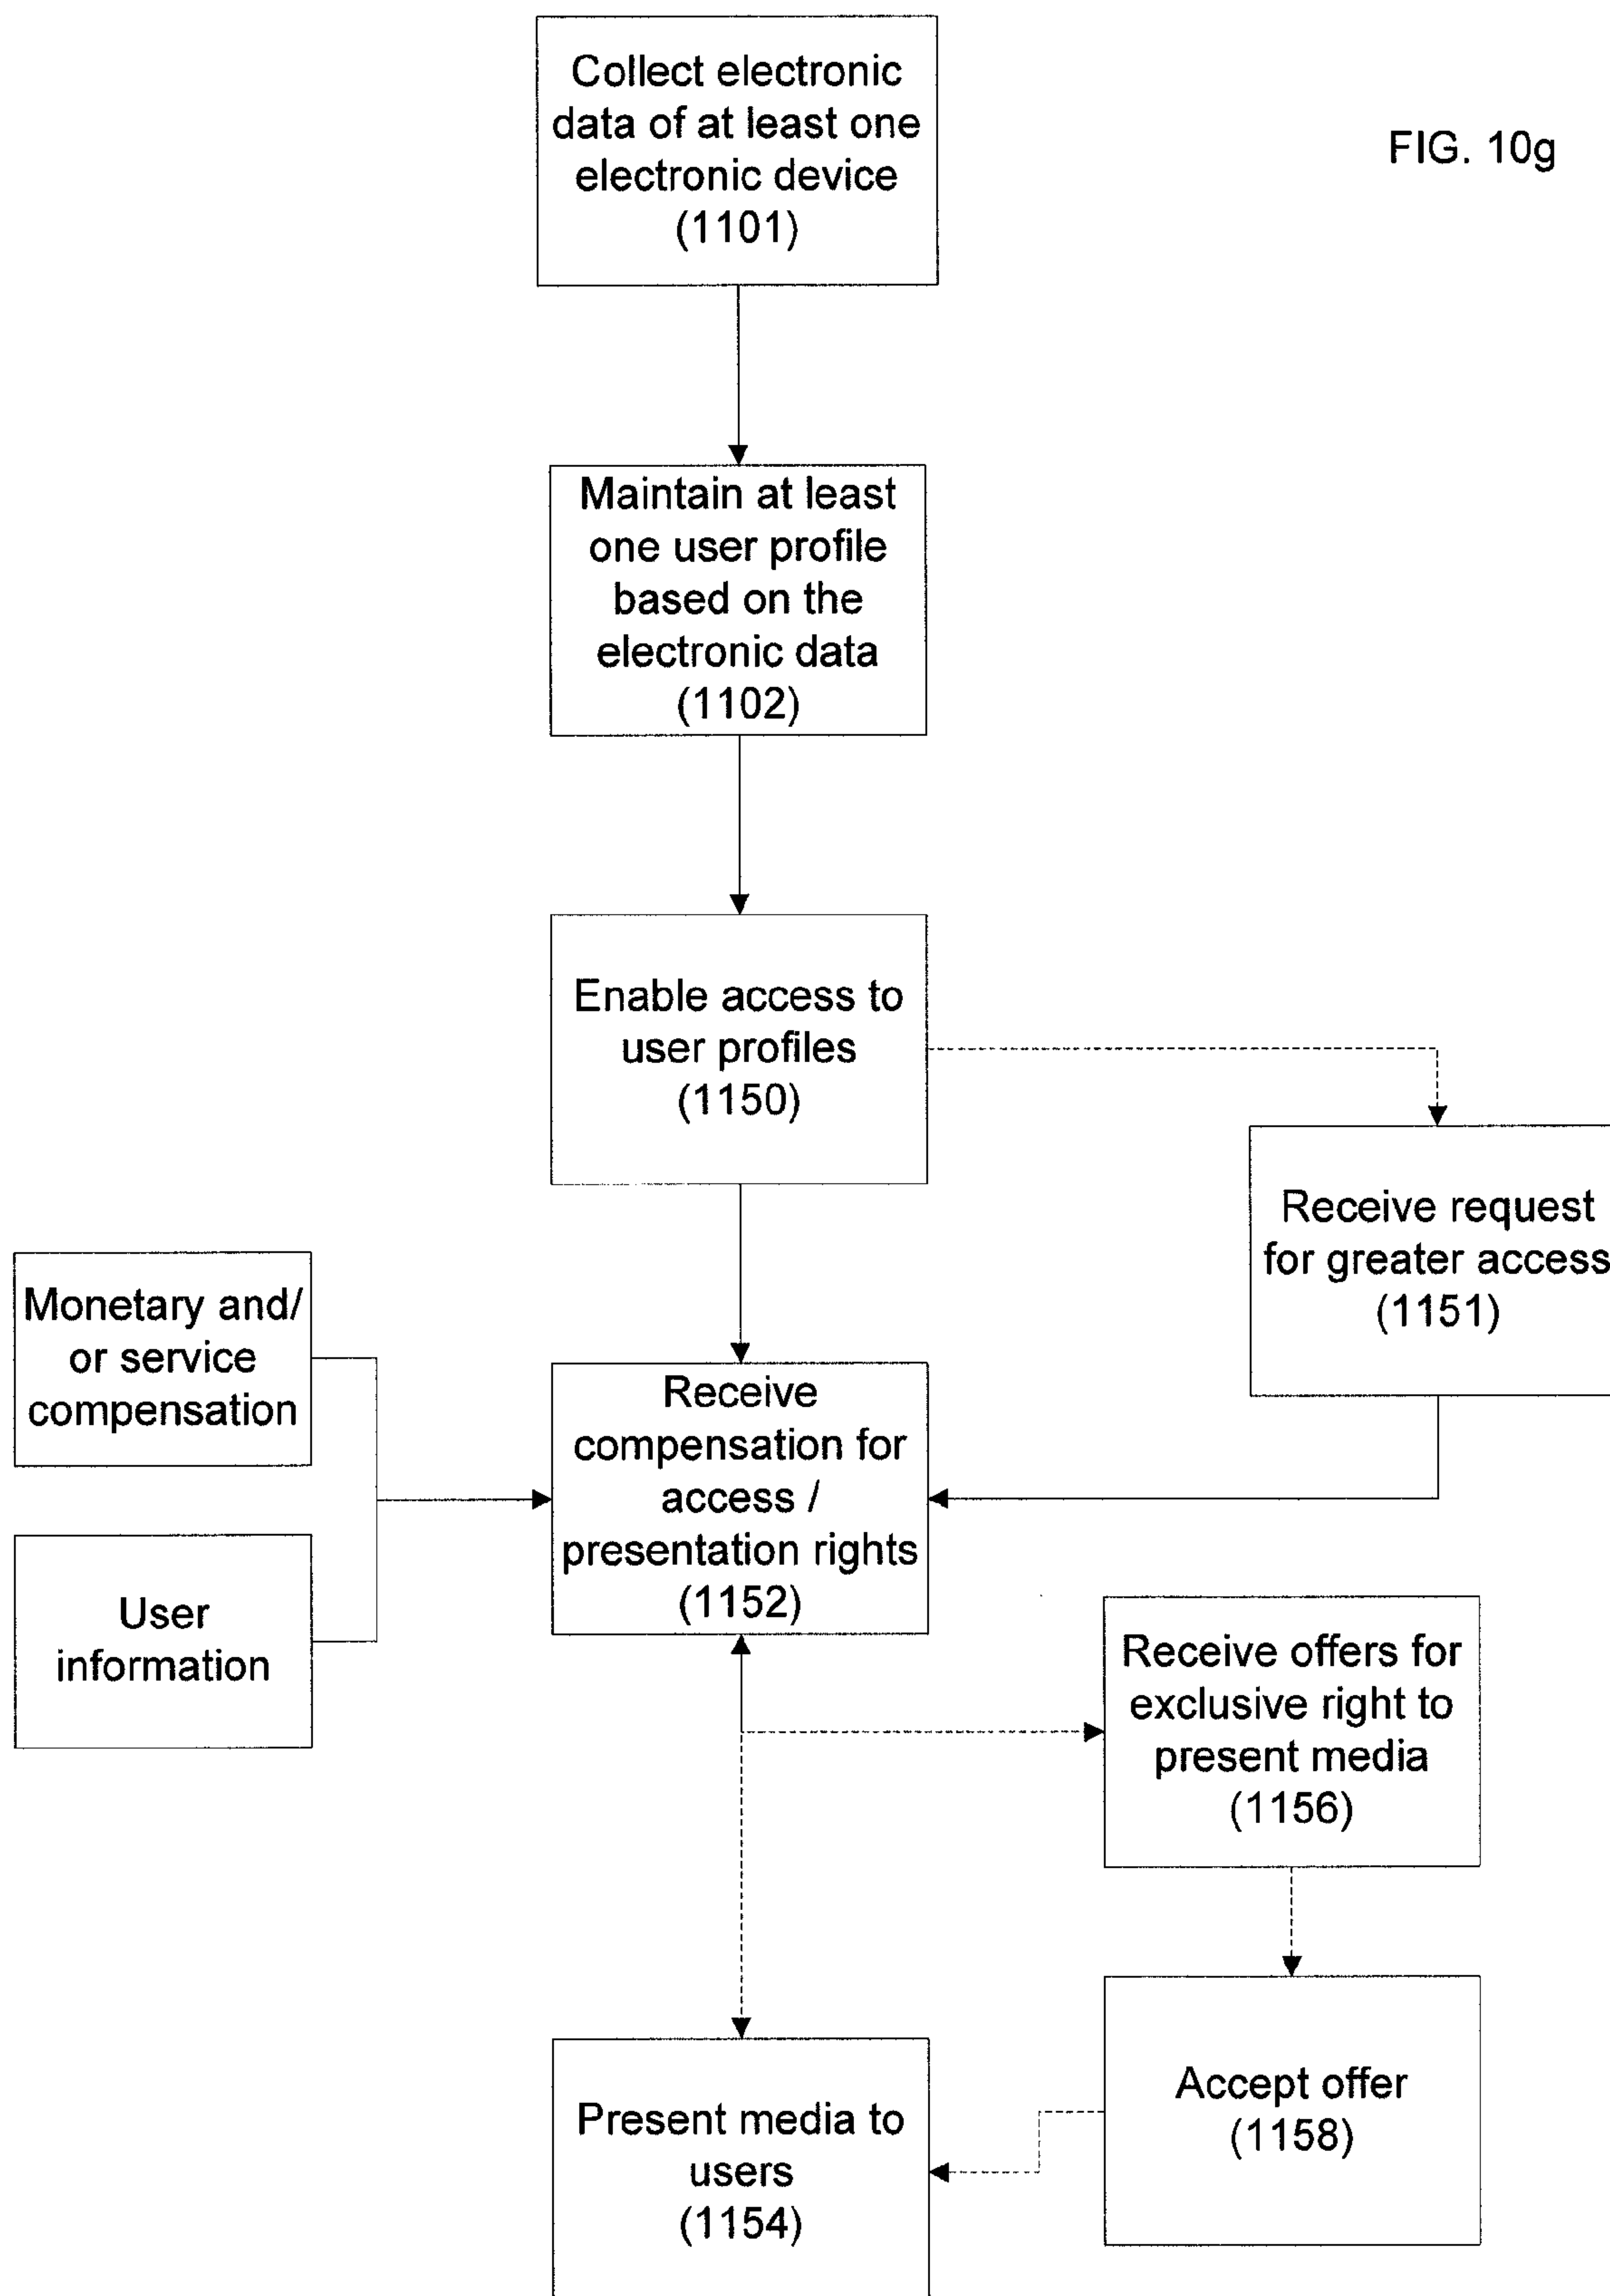 Collect electronic
data of at least one
electronic device
(1101)
FIG. 10g
Maintain at least
one user profile
based on the
electronic data
(1102)
Enable access to
user profiles
(1150)
Receive request
for greater access
(1151)
Monetary and/
or service
compensation
Receive
compensation for
access /
presentation rights
(1152)
User
information
Receive offers for
exclusive right to
present media
(1156)
Accept offer
(1158)
Present media to
users
(1154)